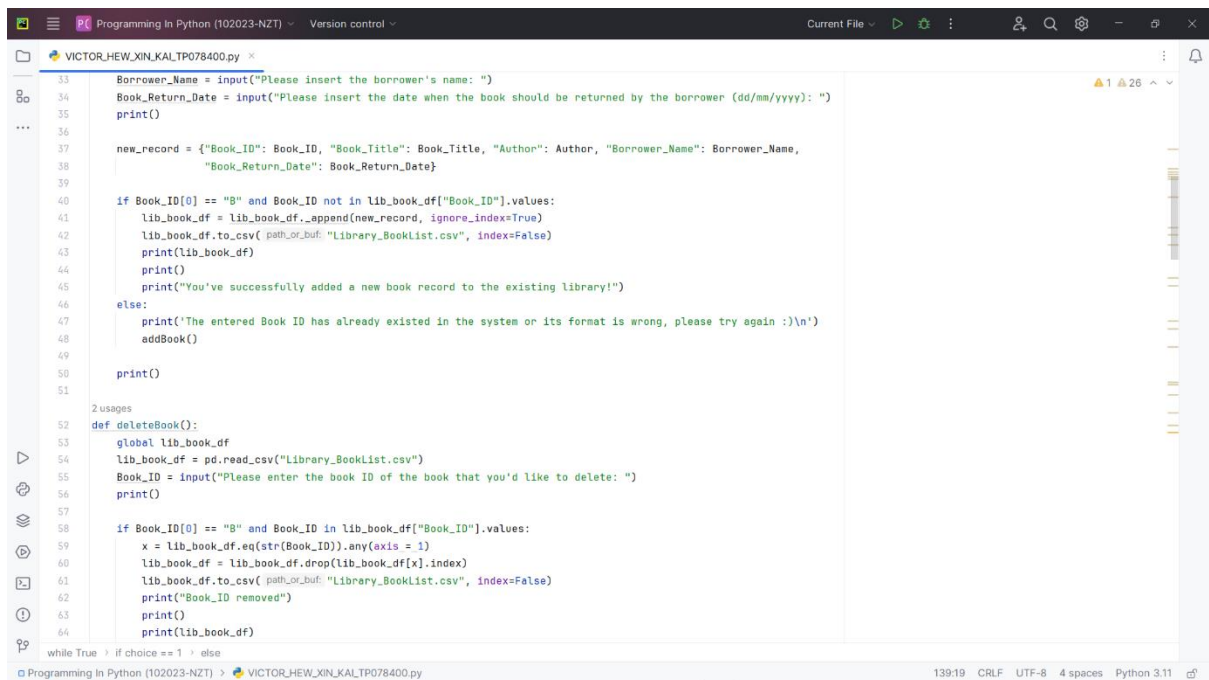 PC Programming In Python (102023-NZT) Version control Current File
VICTOR_HEW_XIN_KAI_TP078400.py
1 26
33 Borrower_Name = input("Please insert the borrower's name: ")
34 Book_Return_Date = input("Please insert the date when the book should be returned by the borrower (dd/mm/yyyy): ")
35 print()
36
37 new_record = {"Book_ID": Book_ID, "Book_Title": Book_Title, "Author": Author, "Borrower_Name": Borrower_Name,
38 "Book_Return_Date": Book_Return_Date}
39
40 if Book_ID[0] == "B" and Book_ID not in lib_book_df["Book_ID"].values:
41 lib_book_df = lib_book_df._append(new_record, ignore_index=True)
42 lib_book_df.to_csv( path_or_buf: "Library_BookList.csv", index=False)
43 print(lib_book_df)
44 print()
45 print("You've successfully added a new book record to the existing library!")
46 else:
47 print('The entered Book ID has already existed in the system or its format is wrong, please try again :)\n')
48 addBook()
49
50 print()
51
2 usages
52 def deleteBook():
53 global lib_book_df
54 lib_book_df = pd.read_csv("Library_BookList.csv")
55 Book_ID = input("Please enter the book ID of the book that you'd like to delete: ")
56 print()
57
58 if Book_ID[0] == "B" and Book_ID in lib_book_df["Book_ID"].values:
59 x = lib_book_df.eq(str(Book_ID)).any(axis = 1)
60 lib_book_df = lib_book_df.drop(lib_book_df[x].index)
61 lib_book_df.to_csv( path_or_buf: "Library_BookList.csv", index=False)
62 print("Book_ID removed")
63 print()
64 print(lib_book_df)
while True > if choice == 1 > else
Programming In Python (102023-NZT) > VICTOR_HEW_XIN_KAI_TP078400.py 139:19 CRLF UTF-8 4 spaces Python 3.11